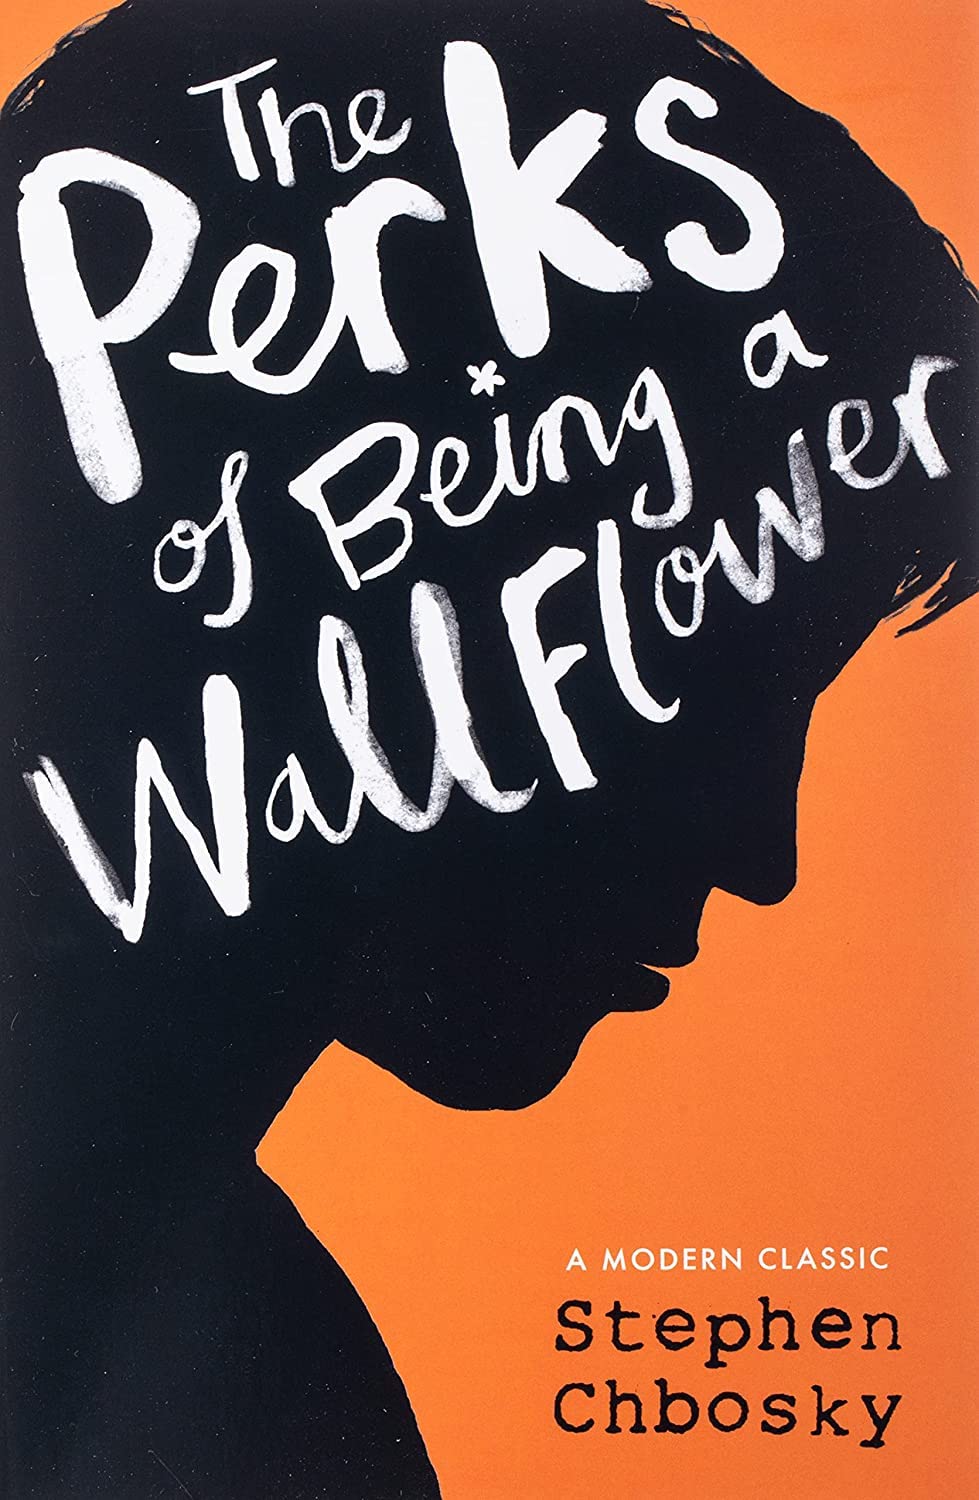 The
Perks
of Being a
WallFlower
A MODERN CLASSIC
Stephen
Chbosky